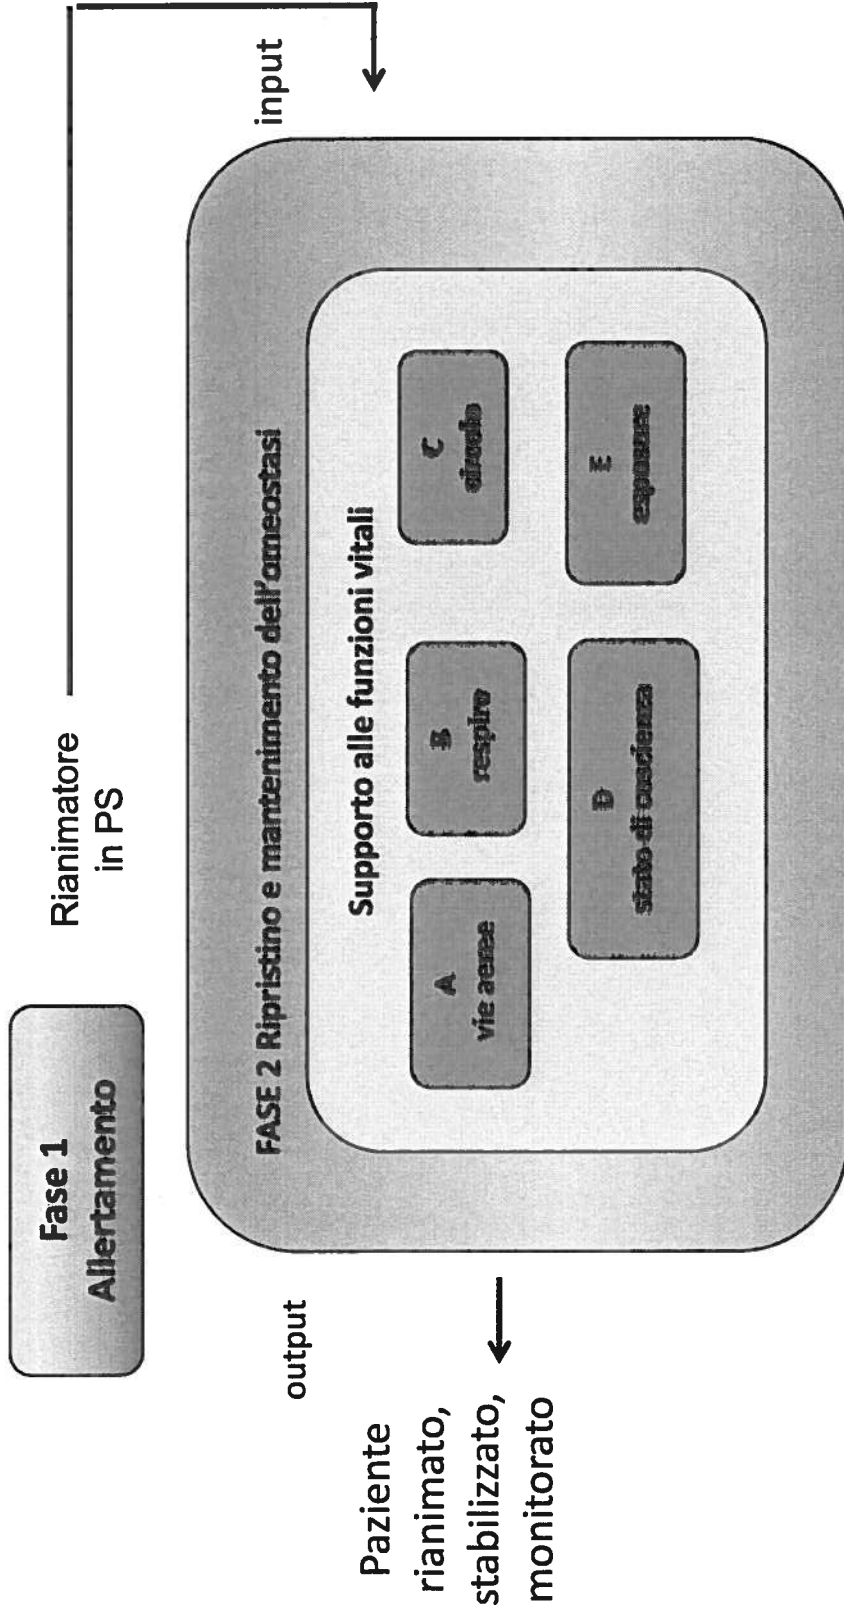 Fase 1
Allertamento
Rianimatore
in PS
input
FASE 2 Ripristino e mantenimento dell'omeostasi
Supporto alle funzioni vitali
A
vie aeree
B
respiro
C
circolo
D
stato di coscienza
E
esposure
output
Paziente
rianimato,
stabilizzato,
monitorato